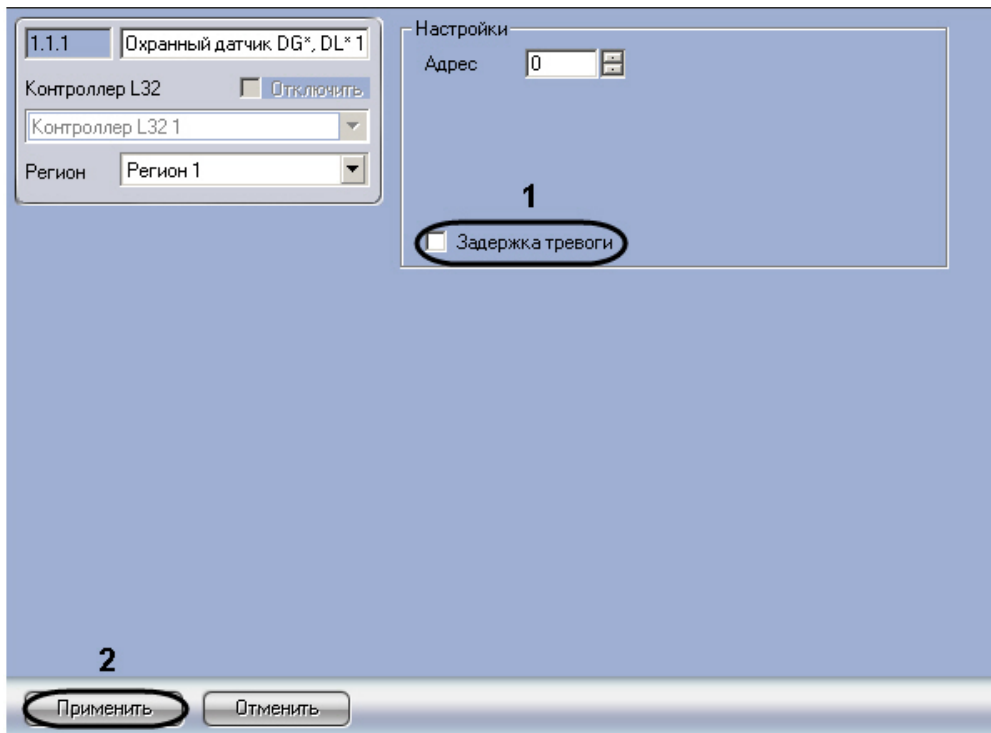 1.1.1 Охранный датчик DG*, DL* 1
Контроллер L32 Отключить
Контроллер L32 1
Регион Регион 1
Настройки
Адрес 0
1
Задержка тревоги
2
Применить Отменить